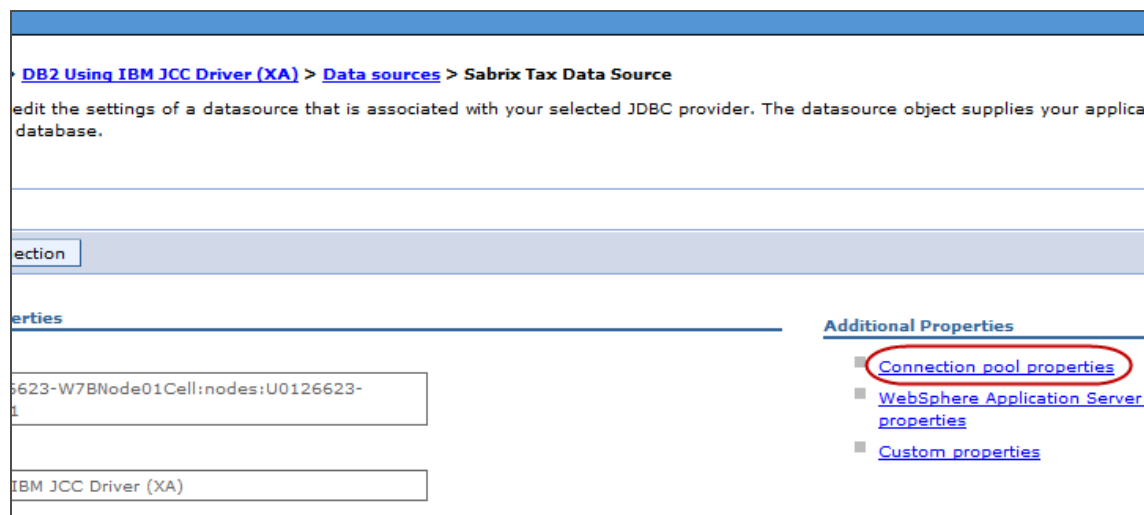 DB2 Using IBM JCC Driver (XA) > Data sources > Sabrix Tax Data Source
edit the settings of a datasource that is associated with your selected JDBC provider. The datasource object supplies your applica
database.
ection
erties
Additional Properties
Connection pool properties
6623-W7BNode01Cell:nodes:U0126623-
1
WebSphere Application Server
properties
Custom properties
IBM JCC Driver (XA)